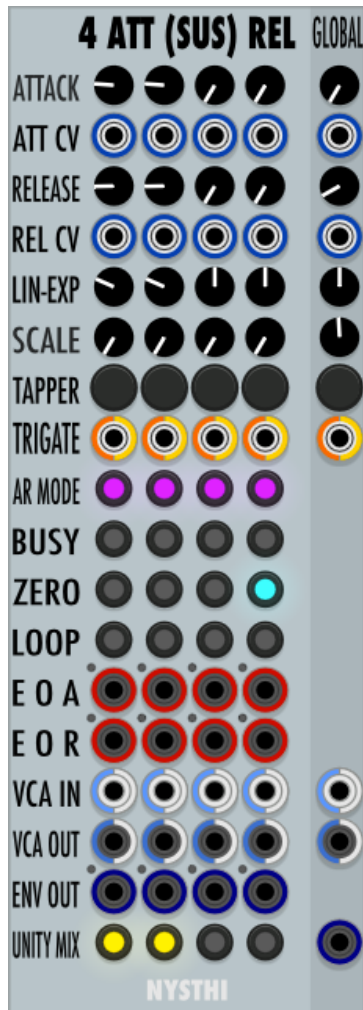 4 ATT (SUS) REL GLOBAL
ATTACK
ATT CV
RELEASE
REL CV
LIN-EXP
SCALE
TAPPER
TRIGATE
AR MODE
BUSY
ZERO
LOOP
E O A
E O R
VCA IN
VCA OUT
ENV OUT
UNITY MIX
NYSTHI